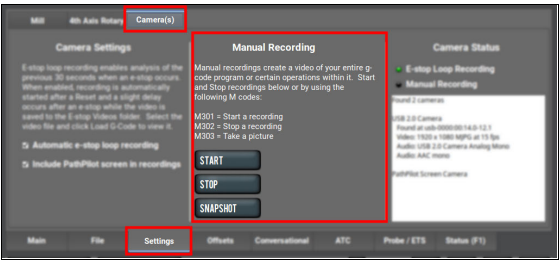 Mill
4th Axis Rotary
Camera(s)
Camera Settings
E-stop loop recording enables analysis of the
previous 30 seconds when an e-stop occurs.
When enabled, recording is automatically
started after a Reset and a slight delay
occurs after an e-stop while the video is
saved to the E-stop Videos folder. Select the
video file and click Load G-Code to view it.
Automatic e-stop loop recording
Include PathPilot screen in recordings
Manual Recording
Manual recordings create a video of your entire g-
code program or certain operations within it. Start
and Stop recordings below or by using the
following M codes:
M301 = Start a recording
M302 = Stop a recording
M303 = Take a picture
START
STOP
SNAPSHOT
Camera Status
E-stop Loop Recording
Manual Recording
Found 2 cameras
USB 2.0 Camera
Found at usb-0000:00:14.0-12.1
Video: 1920 x 1080 MJPG at 15 fps
Audio: USB 2.0 Camera Analog Mono
Audio: AAC mono
PathPilot Screen Camera
Main
File
Settings
Offsets
Conversational
ATC
Probe / ETS
Status (F1)